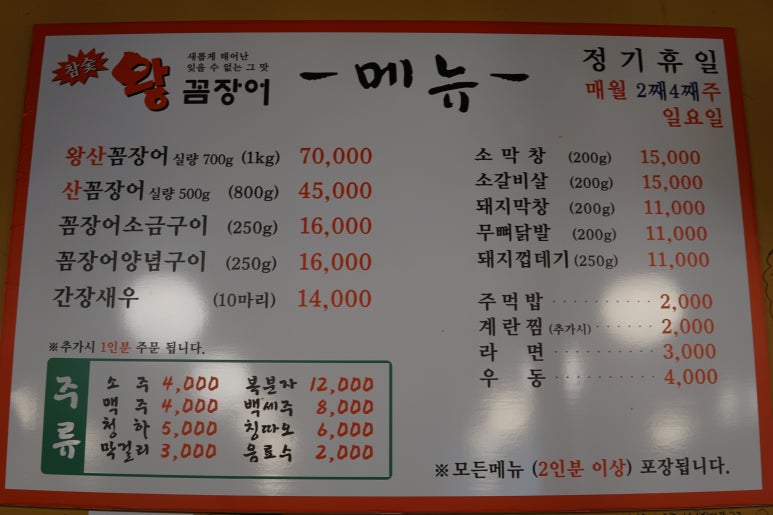 참숯
왕꼼장어
새롭게 태어난
잊을 수 없는 그 맛
-메뉴-
정기휴일
매월 2째4째주
일요일
왕산꼼장어 실량 700g (1kg) 70,000
산꼼장어 실량 500g (800g) 45,000
꼼장어소금구이 (250g) 16,000
꼼장어양념구이 (250g) 16,000
간장새우 (10마리) 14,000
※추가시 1인분 주문 됩니다.
주류
소주 4,000 복분자 12,000
맥주 4,000 백세주 8,000
청하 5,000 칭따오 6,000
막걸리 3,000 음료수 2,000
소막창 (200g) 15,000
소갈비살 (200g) 15,000
돼지막창 (200g) 11,000
무뼈닭발 (200g) 11,000
돼지껍데기 (250g) 11,000
주먹밥 ·········· 2,000
계란찜 (추가시) ······ 2,000
라면 ·········· 3,000
우동 ·········· 4,000
※모든메뉴 (2인분 이상) 포장됩니다.